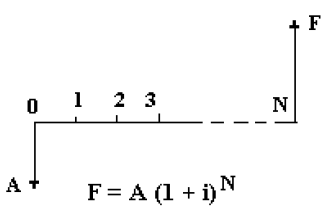 F
0 1 2 3 N
A
F = A (1 + i)^N